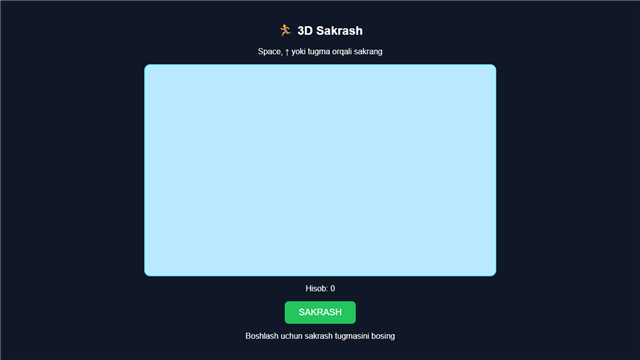 🏃 3D Sakrash
Space, ↑ yoki tugma orqali sakrang
Hisob: 0
SAKRASH
Boshlash uchun sakrash tugmasini bosing